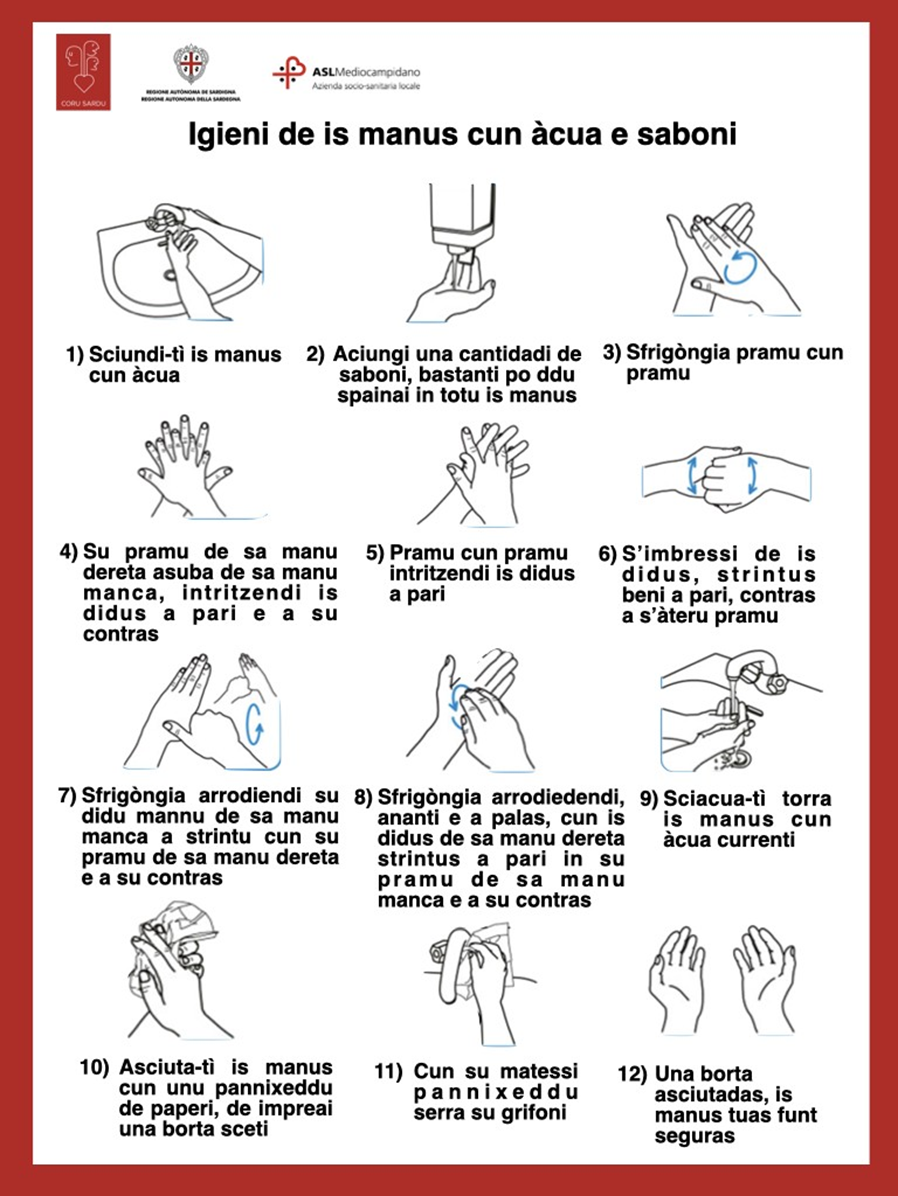 CORU SARDU
REGIONE AUTÒNOMA DE SARDIGNA
REGIONE AUTONOMA DELLA SARDEGNA
ASLMediocampidano
Azienda socio-sanitaria locale
Igieni de is manus cun àcua e saboni
1) Sciundi-tì is manus
cun àcua
2) Aciungi una cantidadi de
saboni, bastanti po ddu
spainai in totu is manus
3) Sfrigòngia pramu cun
pramu
4) Su pramu de sa manu
dereta asuba de sa manu
manca, intritzendi is
didus a pari e a su
contras
5) Pramu cun pramu
intritzendi is didus
a pari
6) S'imbressi de is
didus, strintus
beni a pari, contras
a s'àteru pramu
7) Sfrigòngia arrodiendi su
didu mannu de sa manu
manca a strintu cun su
pramu de sa manu dereta
e a su contras
8) Sfrigòngia arrodiedendi,
ananti e a palas, cun is
didus de sa manu dereta
strintus a pari in su
pramu de sa manu
manca e a su contras
9) Sciacua-tì torra
is manus cun
àcua currenti
10) Asciuta-tì is manus
cun unu pannixeddu
de paperi, de impreai
una borta sceti
11) Cun su matessi
pannixeddu
serra su grifoni
12) Una borta
asciutadas, is
manus tuas funt
seguras